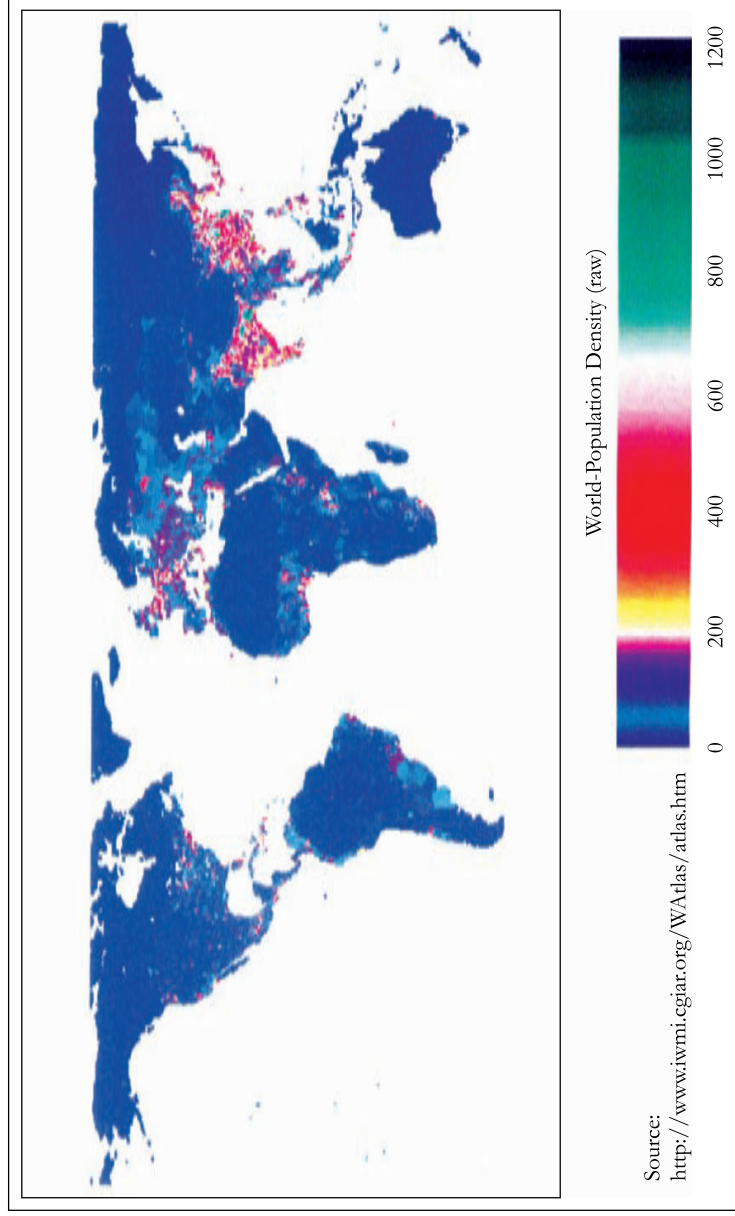 World-Population Density (raw)
0 200 400 600 800 1000 1200
Source:
http://www.iwmi.cgiar.org/WAtlas/atlas.htm